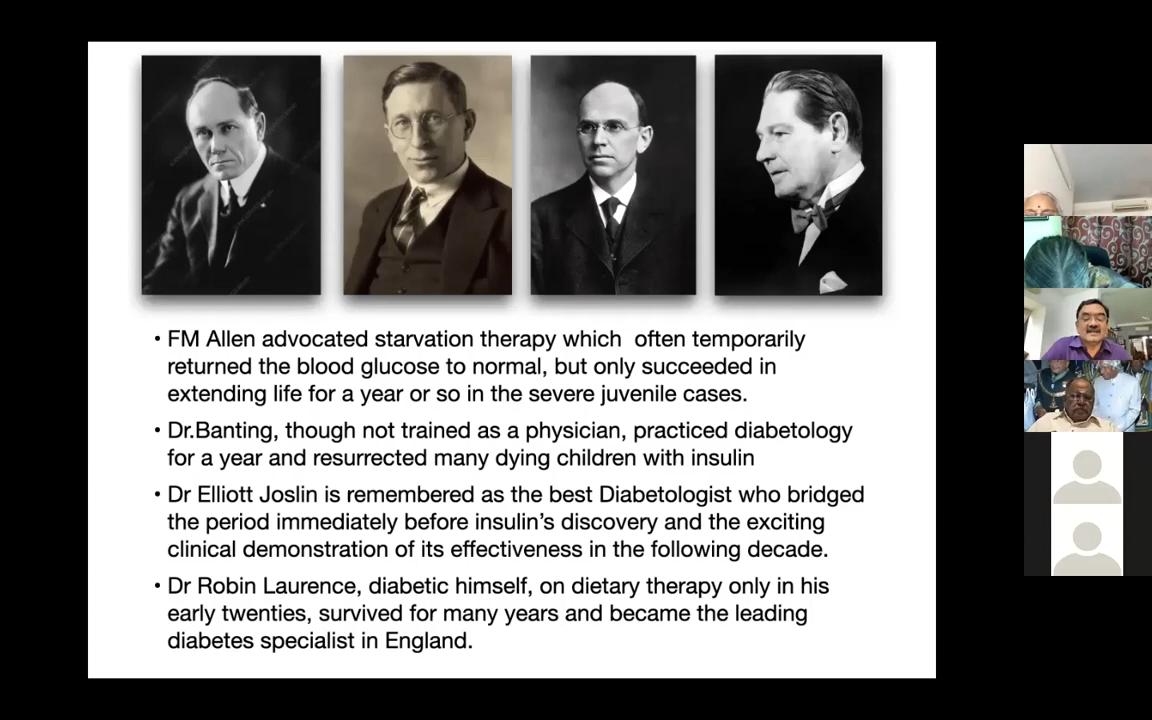 • FM Allen advocated starvation therapy which  often temporarily
returned the blood glucose to normal, but only succeeded in
extending life for a year or so in the severe juvenile cases.
• Dr.Banting, though not trained as a physician, practiced diabetology
for a year and resurrected many dying children with insulin
• Dr Elliott Joslin is remembered as the best Diabetologist who bridged
the period immediately before insulin’s discovery and the exciting
clinical demonstration of its effectiveness in the following decade.
• Dr Robin Laurence, diabetic himself, on dietary therapy only in his
early twenties, survived for many years and became the leading
diabetes specialist in England.